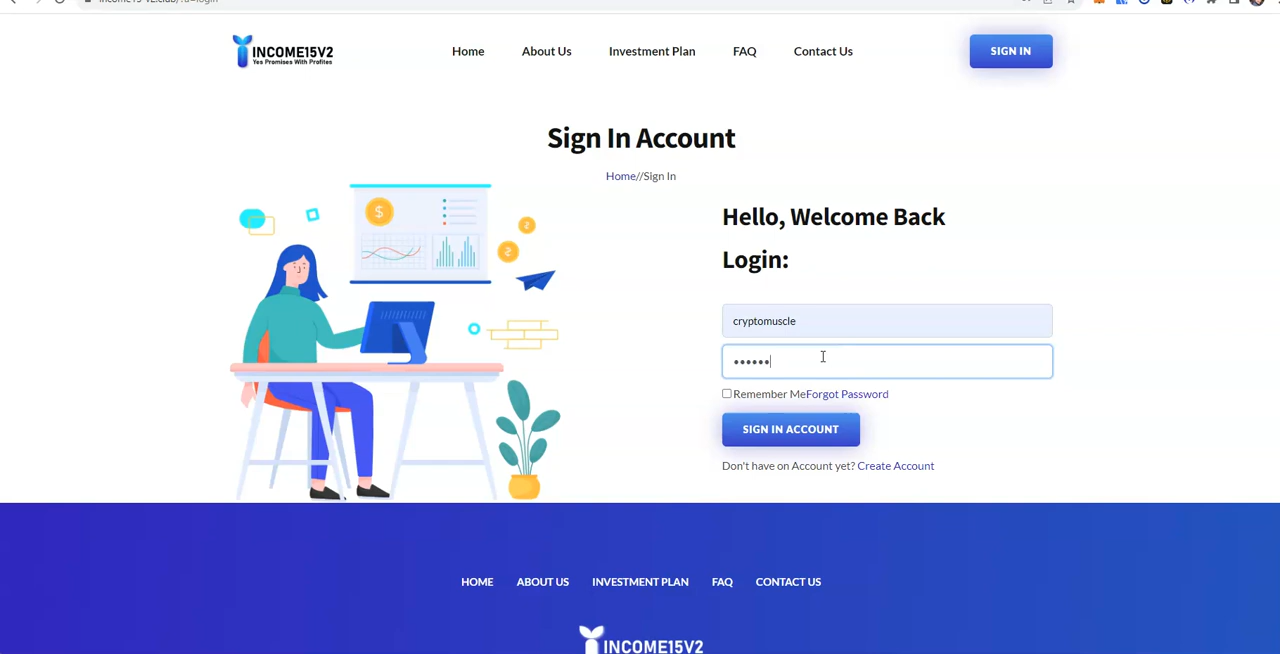 INCOME15V2
Yes Promises With Profites
Home
About Us
Investment Plan
FAQ
Contact Us
SIGN IN
Sign In Account
Home//Sign In
Hello, Welcome Back
Login:
cryptomuscle
••••••
Remember MeForgot Password
SIGN IN ACCOUNT
Don't have on Account yet? Create Account
HOME
ABOUT US
INVESTMENT PLAN
FAQ
CONTACT US
INCOME15V2